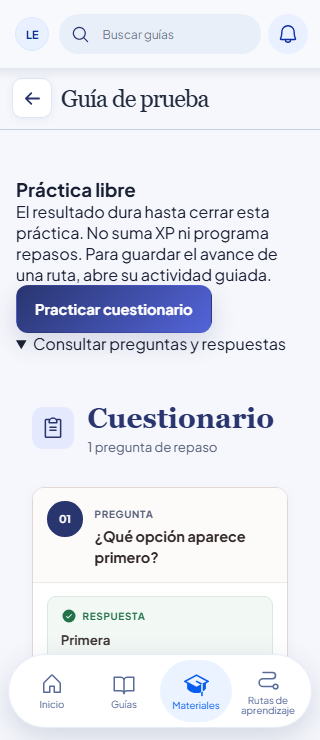 LE
Buscar guías
Guía de prueba
Práctica libre
El resultado dura hasta cerrar esta
práctica. No suma XP ni programa
repasos. Para guardar el avance de
una ruta, abre su actividad guiada.
Practicar cuestionario
Consultar preguntas y respuestas
Cuestionario
1 pregunta de repaso
01
PREGUNTA
¿Qué opción aparece
primero?
RESPUESTA
Primera
Inicio
Guías
Materiales
Rutas de
aprendizaje